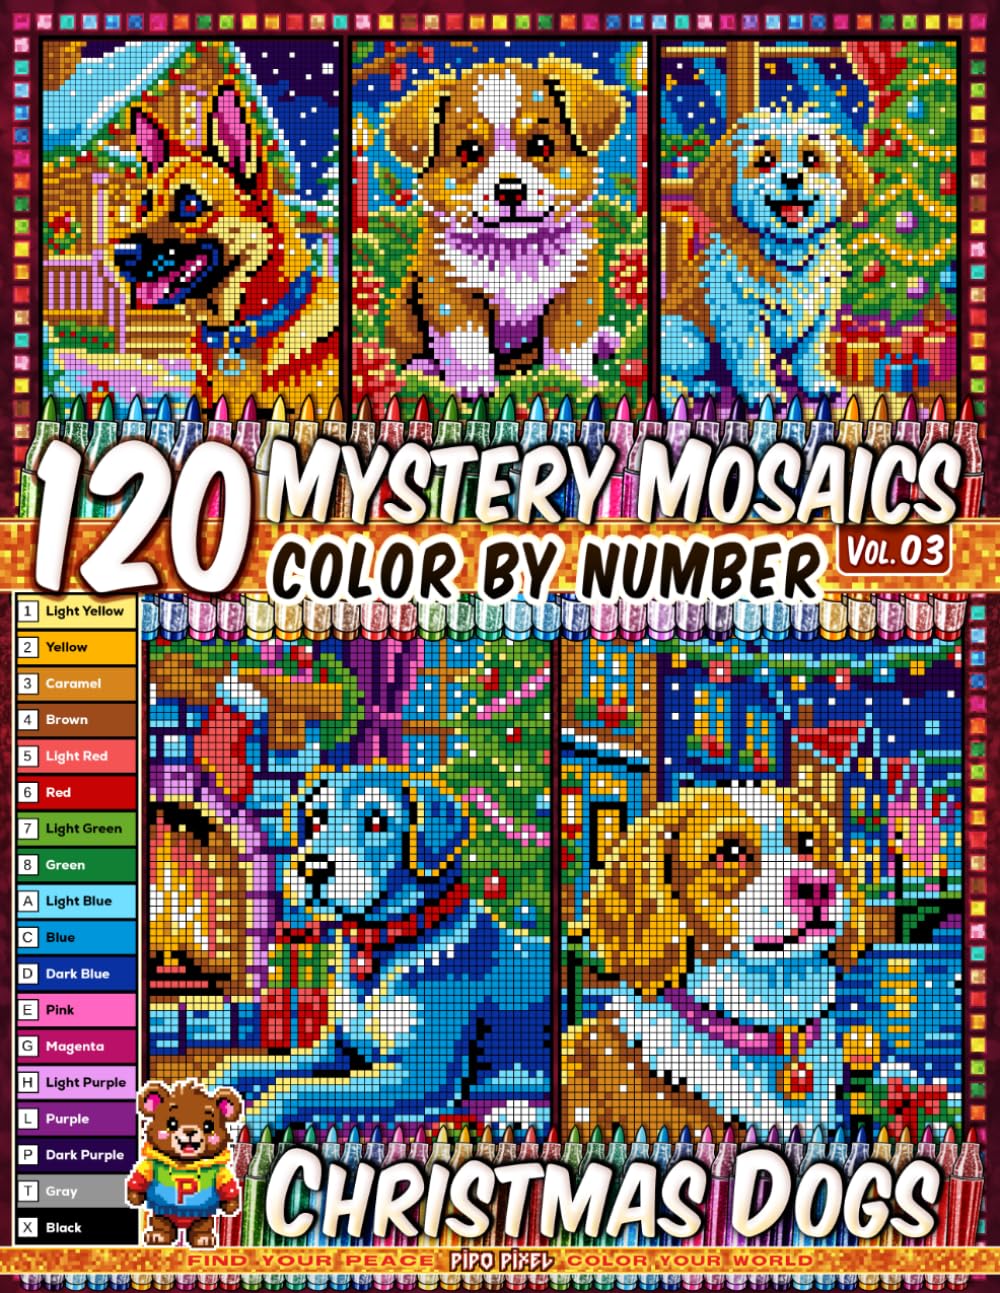 120 MYSTERY MOSAICS
COLOR BY NUMBER
VOL. 03
1 Light Yellow
2 Yellow
3 Caramel
4 Brown
5 Light Red
6 Red
7 Light Green
8 Green
A Light Blue
C Blue
D Dark Blue
E Pink
G Magenta
H Light Purple
L Purple
P Dark Purple
T Gray
X Black
P
CHRISTMAS DOGS
FIND YOUR PEACE PIPO PIXEL COLOR YOUR WORLD